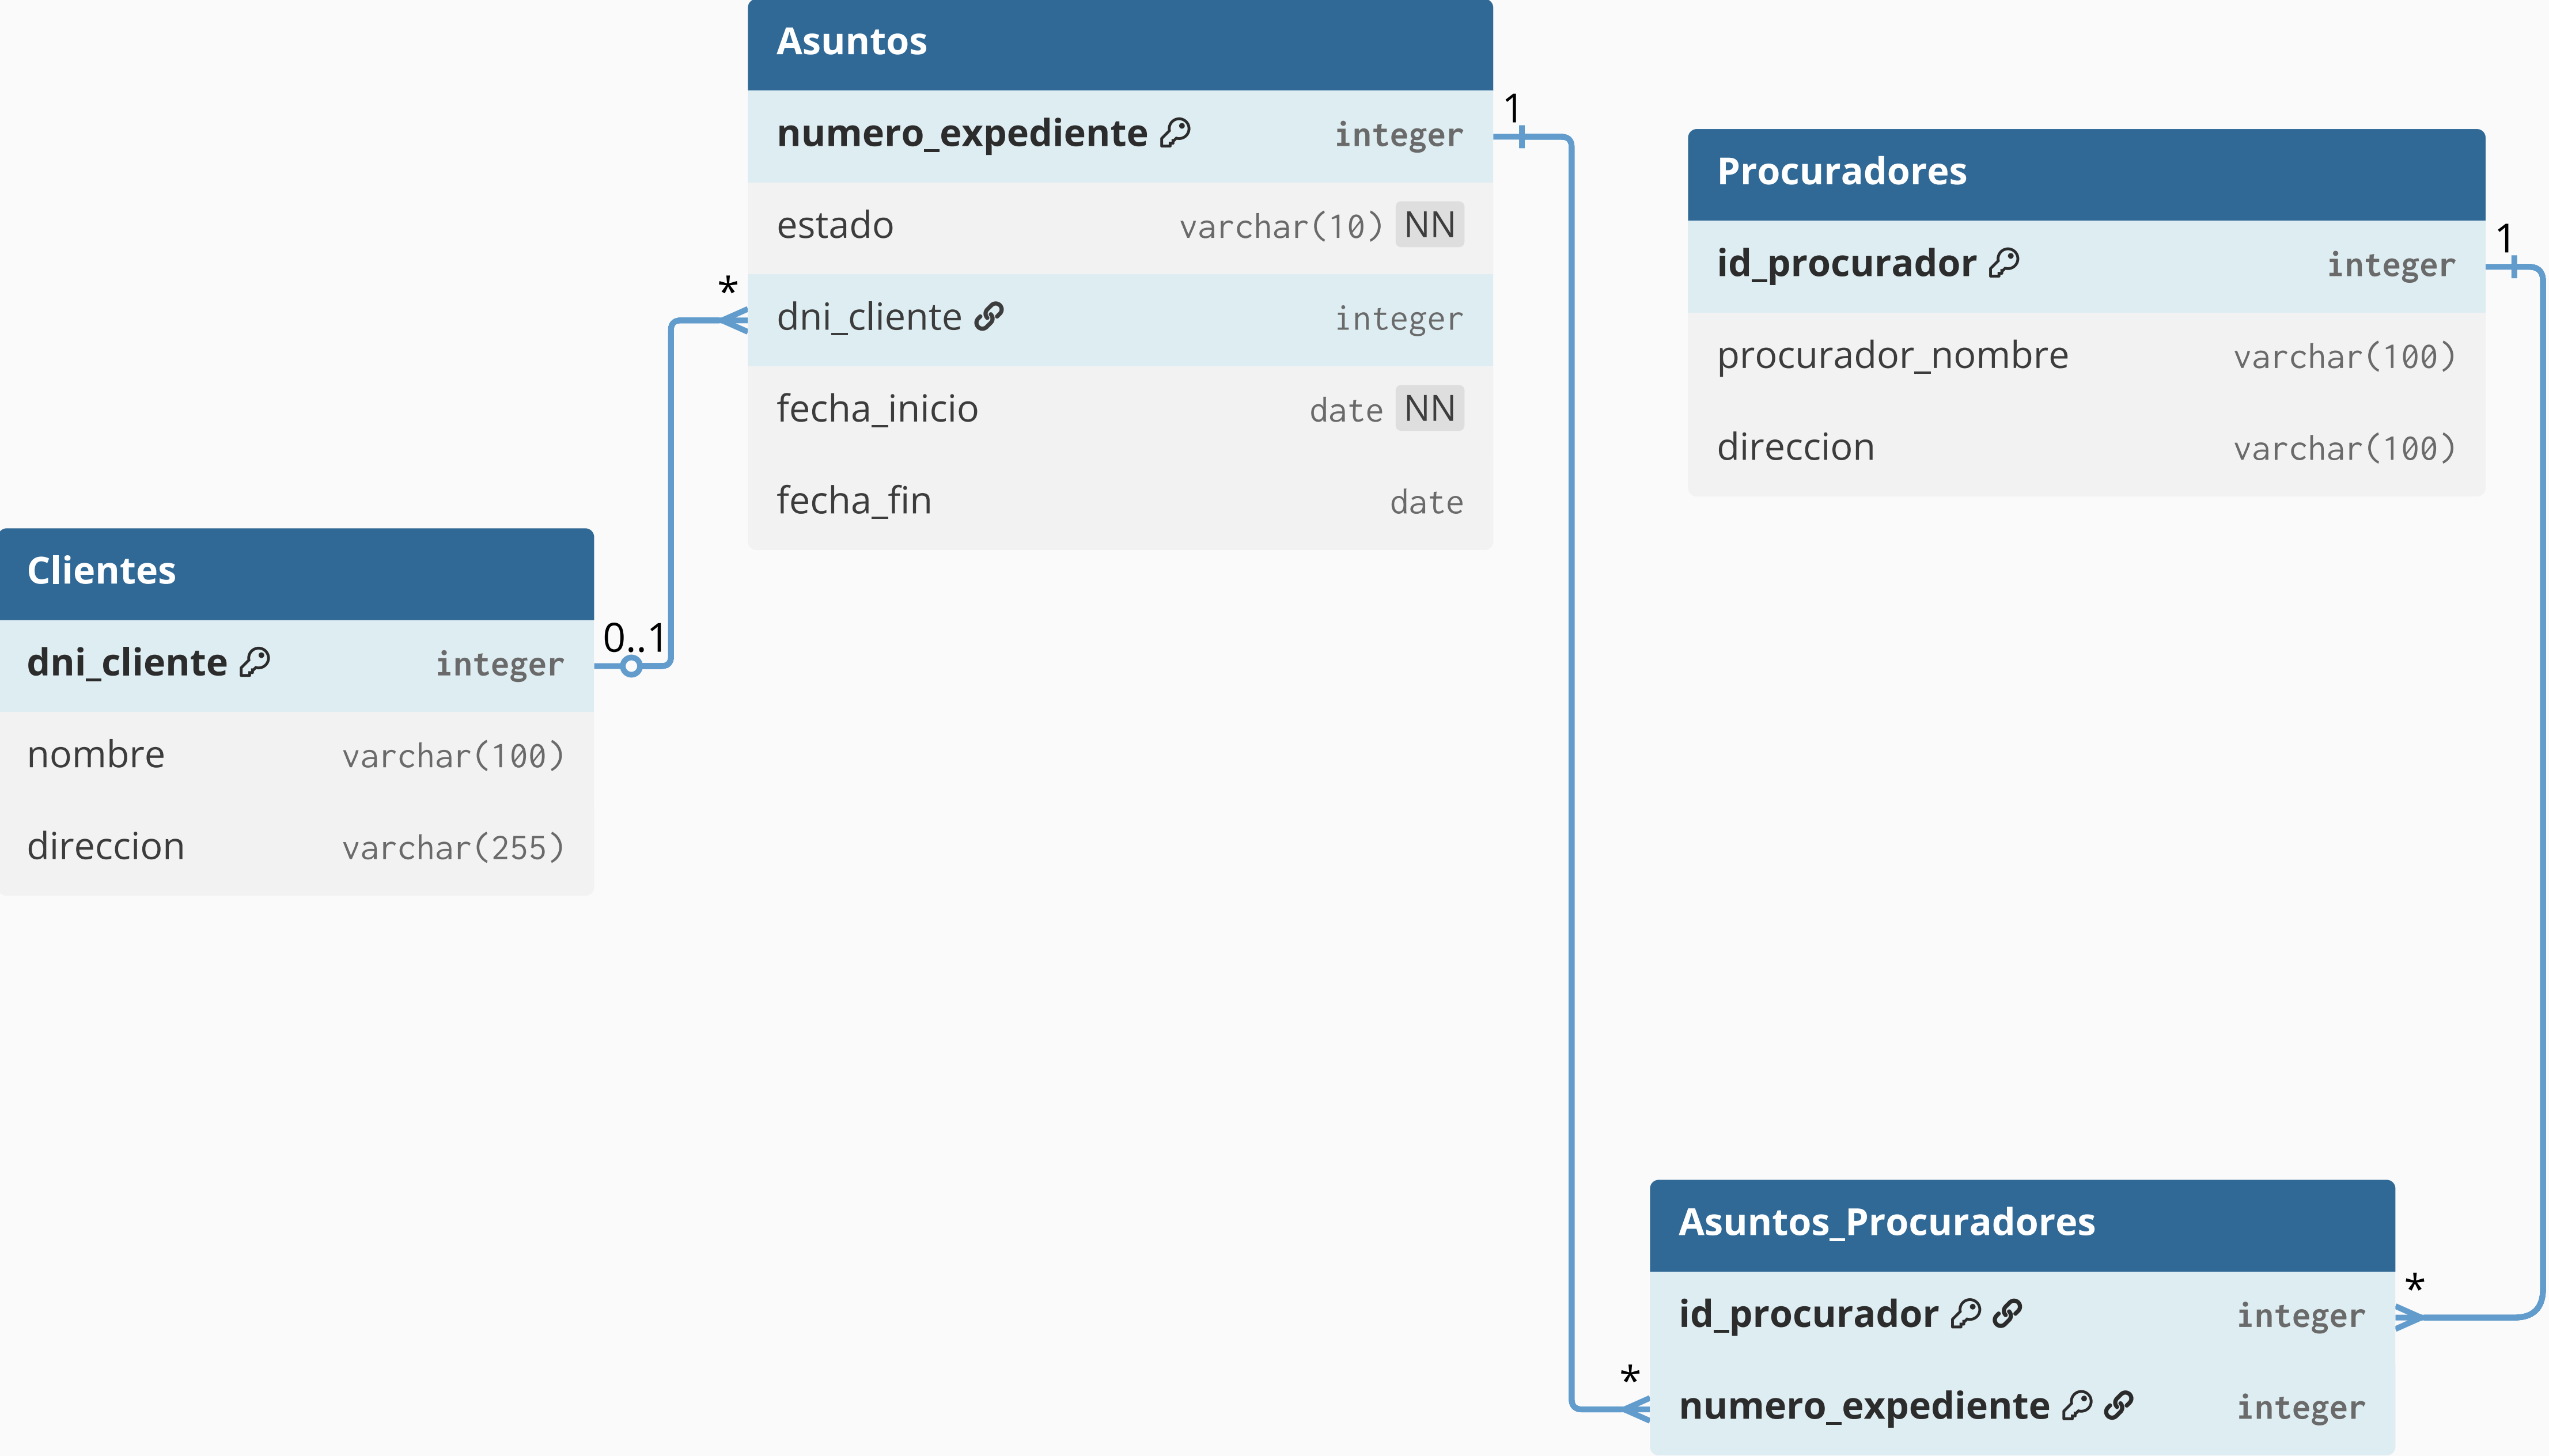 Asuntos
numero_expediente integer
estado varchar(10) NN
dni_cliente integer
fecha_inicio date NN
fecha_fin date
1
*
Procuradores
id_procurador integer
procurador_nombre varchar(100)
direccion varchar(100)
1
Clientes
dni_cliente integer
nombre varchar(100)
direccion varchar(255)
0..1
Asuntos_Procuradores
id_procurador integer
numero_expediente integer
*
*